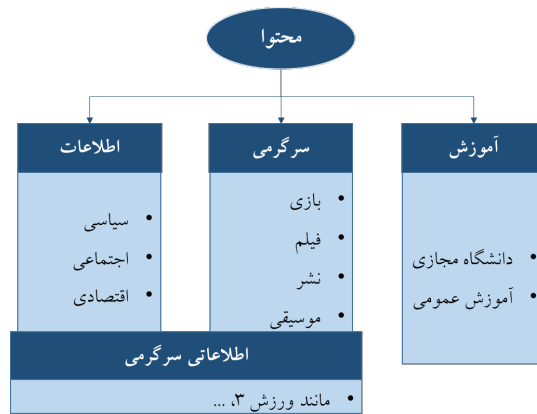 محتوا
آموزش
• دانشگاه مجازی
• آموزش عمومی
سرگرمی
• بازی
• فیلم
• نشر
• موسیقی
اطلاعات
• سیاسی
• اجتماعی
• اقتصادی
اطلاعاتی سرگرمی
• مانند ورزش ۳، ...